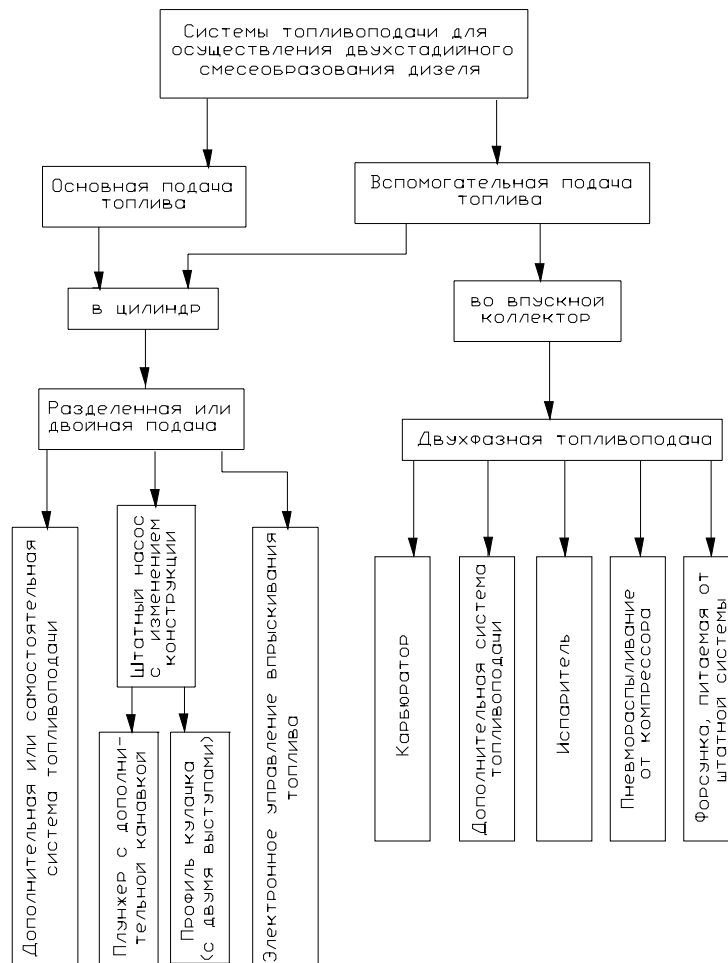 Системы топливоподачи для
осуществления двухстадийного
смесеобразования дизеля
Основная подача
топлива
Вспомогательная подача
топлива
в цилиндр
во впускной
коллектор
Разделенная или
двойная подача
Двухфазная топливоподача
Дополнительная или самостоятельная
система топливоподачи
Штатный насос
с изменением
конструкции
Плунжер с дополни-
тельной канавкой
Профиль кулачка
(с двумя выступами)
Электронное управление впрыскивания
топлива
Карбюратор
Дополнительная система
топливоподачи
Испаритель
Пневмораспыливание
от компрессора
Форсунка, питаемая от
штатной системы